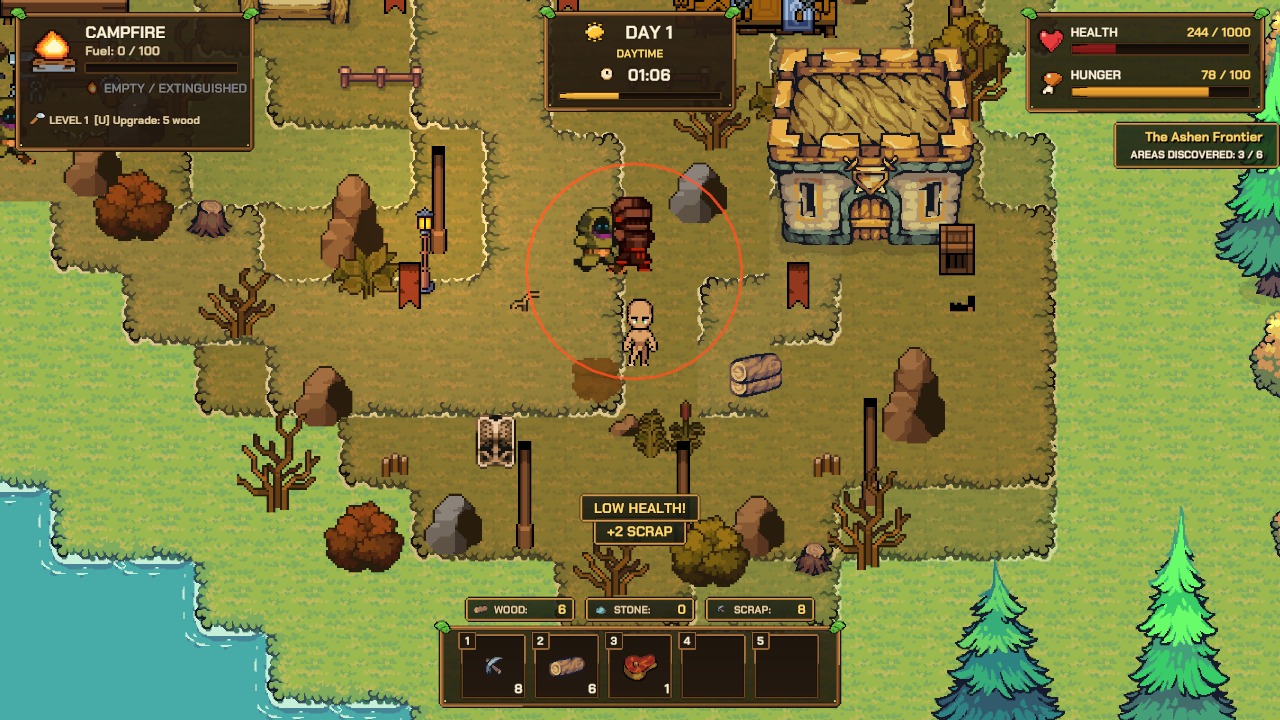 CAMPFIRE
Fuel: 0 / 100
EMPTY / EXTINGUISHED
LEVEL 1 [U] Upgrade: 5 wood
DAY 1
DAYTIME
01:06
HEALTH 244 / 1000
HUNGER 78 / 100
The Ashen Frontier
AREAS DISCOVERED: 3 / 6
LOW HEALTH!
+2 SCRAP
WOOD: 6
STONE: 0
SCRAP: 8
1 2 3 4 5
8 6 1